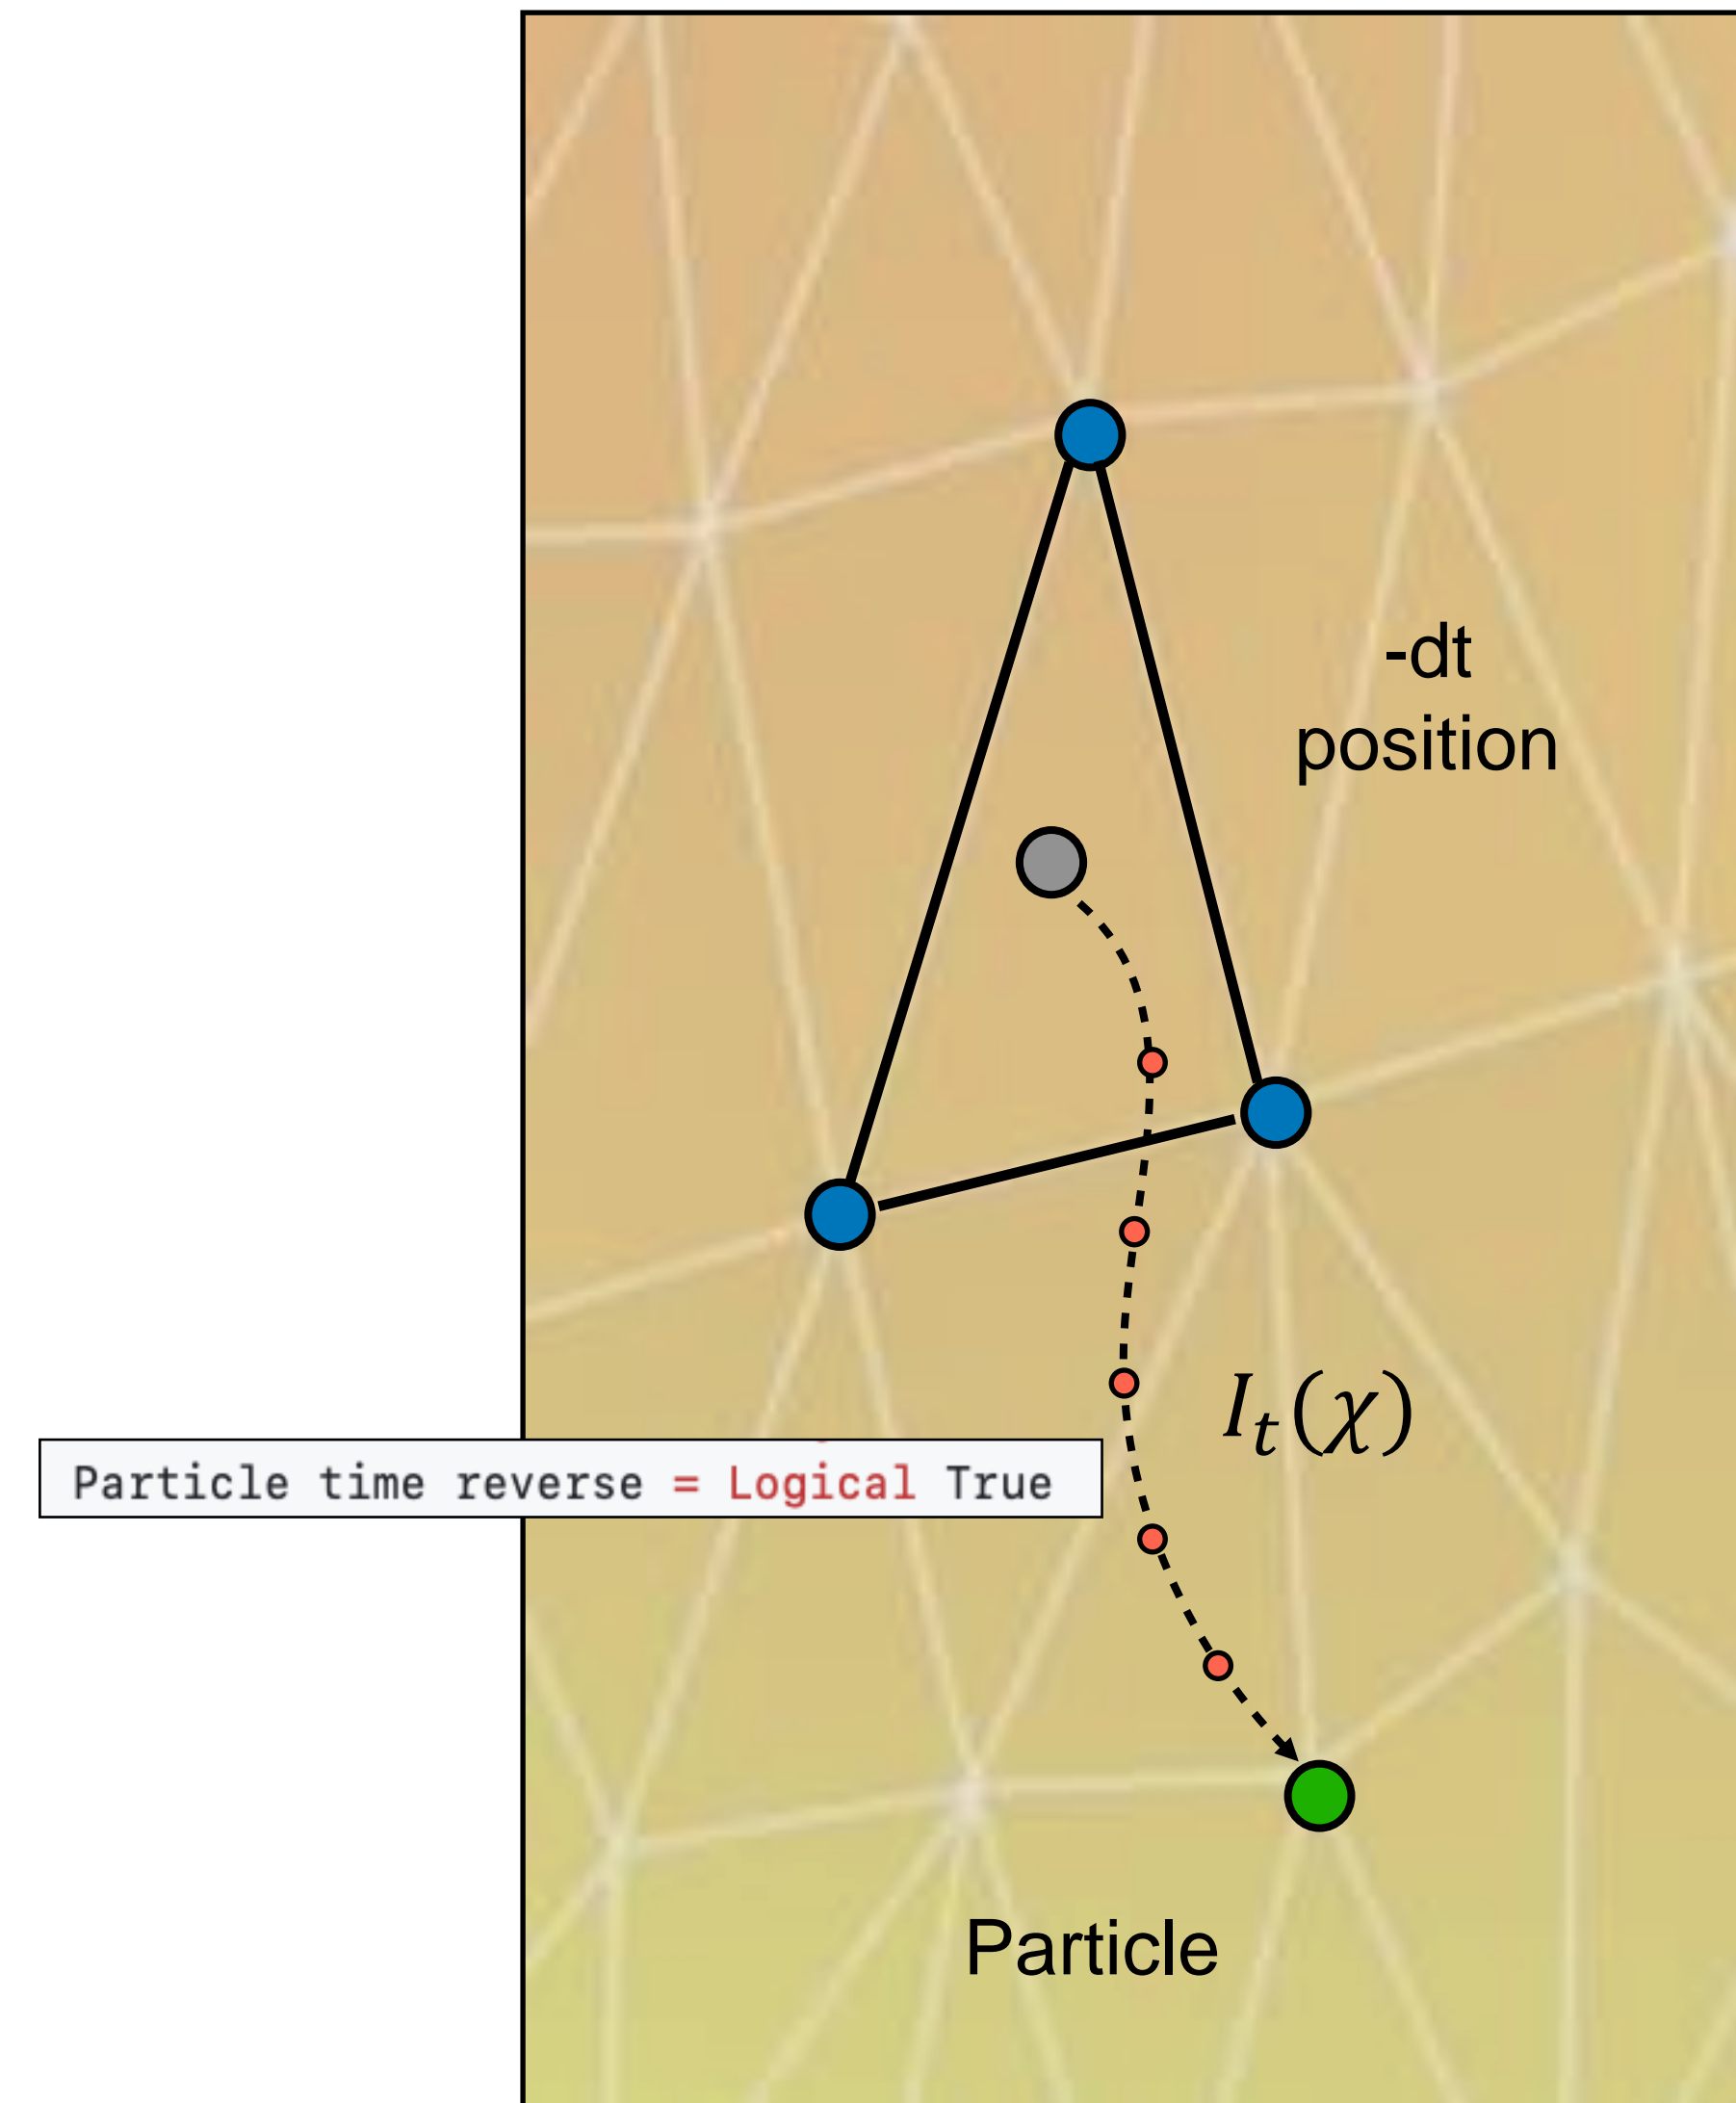 -dt
position
I_t(χ)
Particle time reverse = Logical True
Particle